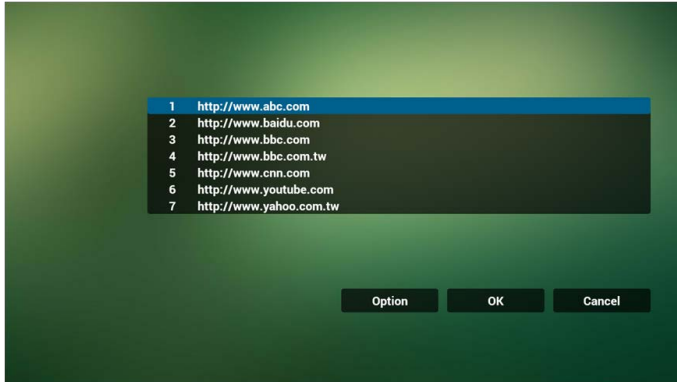 1 http://www.abc.com
2 http://www.baidu.com
3 http://www.bbc.com
4 http://www.bbc.com.tw
5 http://www.cnn.com
6 http://www.youtube.com
7 http://www.yahoo.com.tw
Option OK Cancel